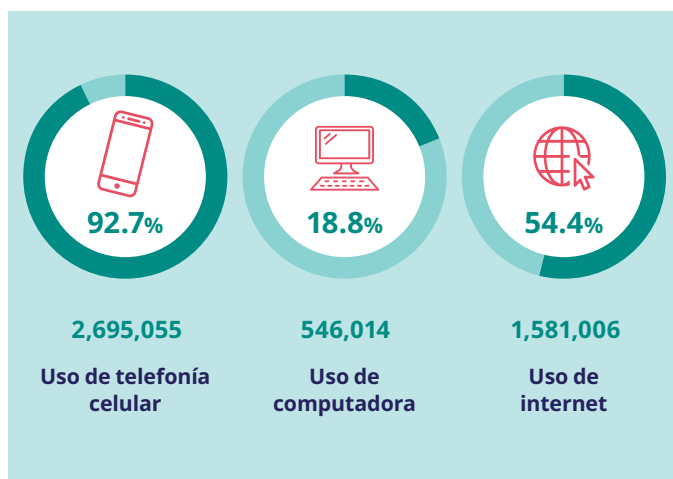 92.7%
18.8%
54.4%
2,695,055
546,014
1,581,006
Uso de telefonía
celular
Uso de
computadora
Uso de
internet